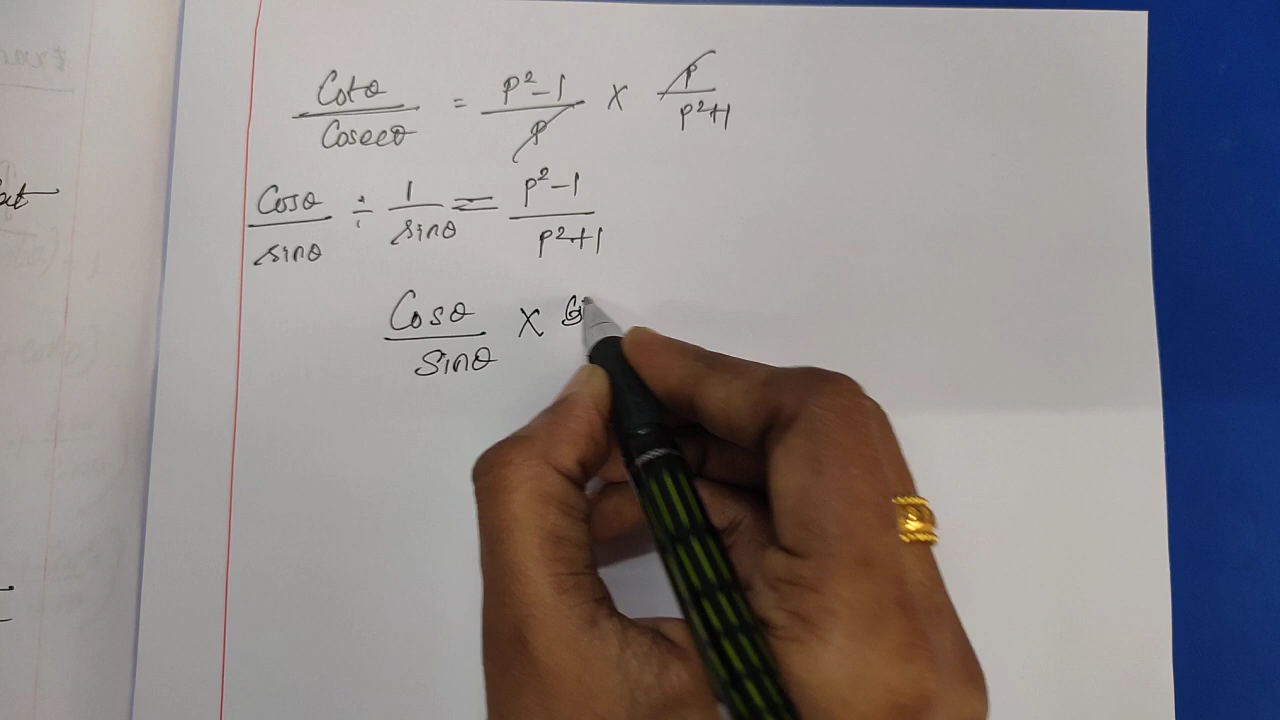 Cotθ / Cosecθ = p²-1 / p × p / p²+1
Cosθ / sinθ ÷ 1 / sinθ = p²-1 / p²+1
Cosθ / sinθ ×